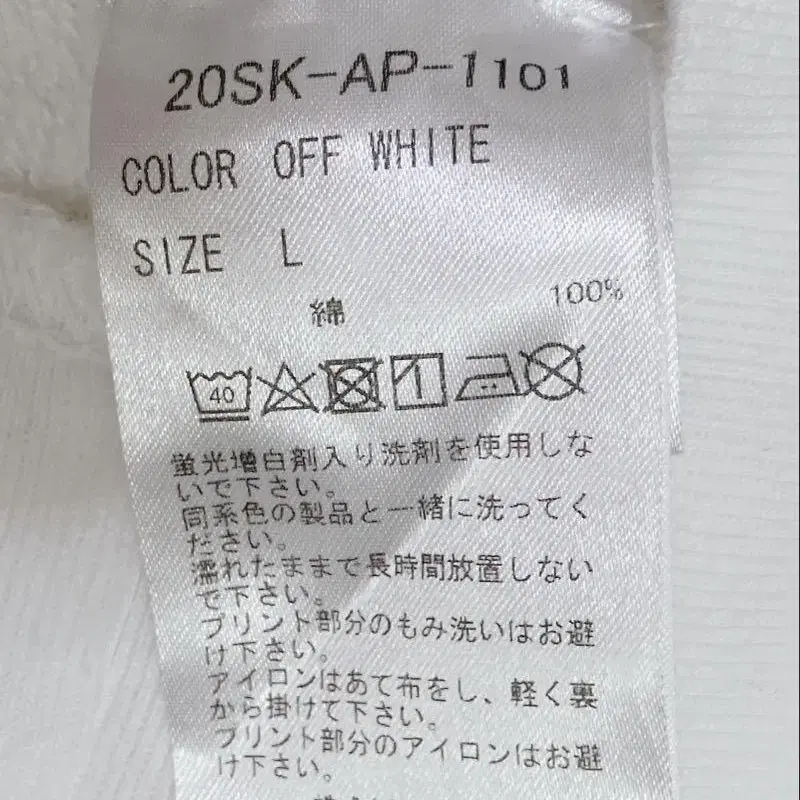 20SK-AP-1101
COLOR OFF WHITE
SIZE L
綿 100%
40
蛍光増白剤入り洗剤を使用しな
いで下さい。
同系色の製品と一緒に洗ってく
ださい。
濡れたままで長時間放置しない
で下さい。
プリント部分のもみ洗いはお避
け下さい。
アイロンはあて布をし、軽く裏
から掛けて下さい。
プリント部分のアイロンはお避
け下さい。